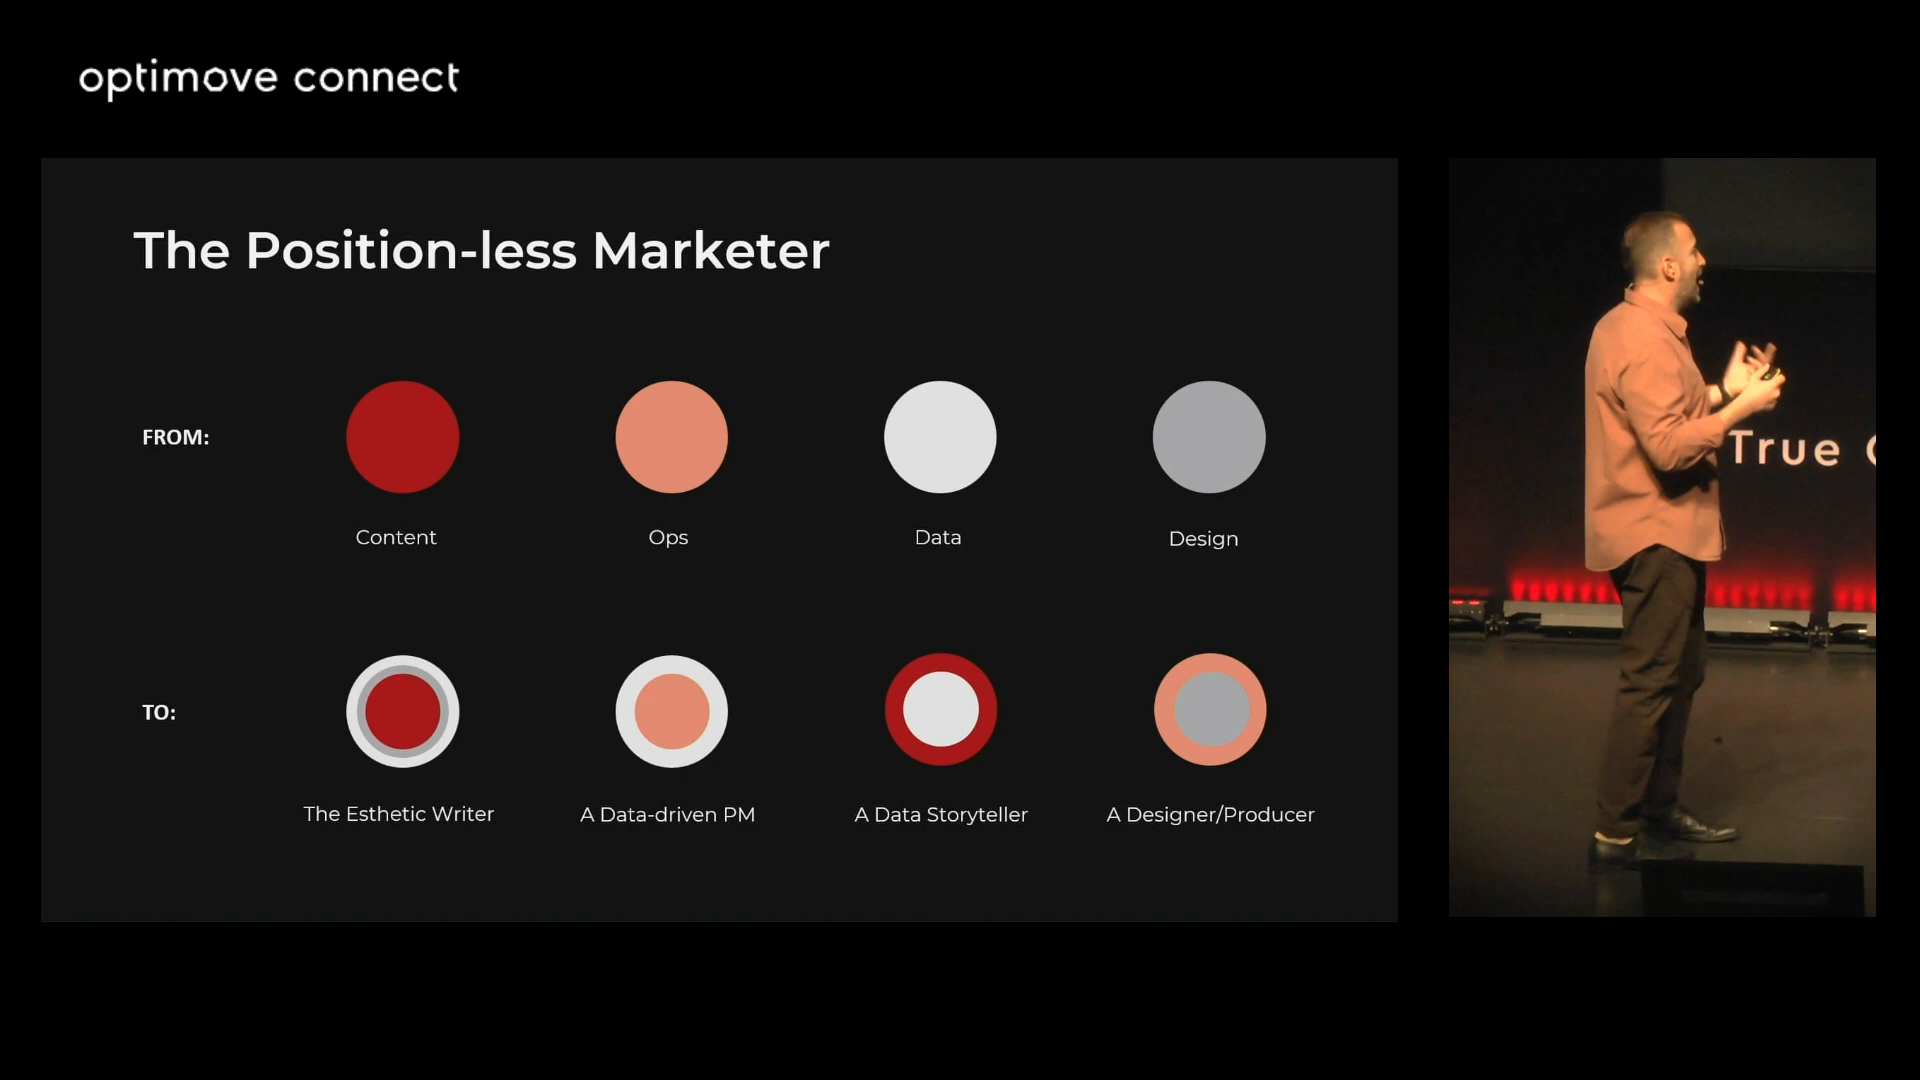 optimove connect
The Position-less Marketer
FROM:
Content
Ops
Data
Design
TO:
The Esthetic Writer
A Data-driven PM
A Data Storyteller
A Designer/Producer
True